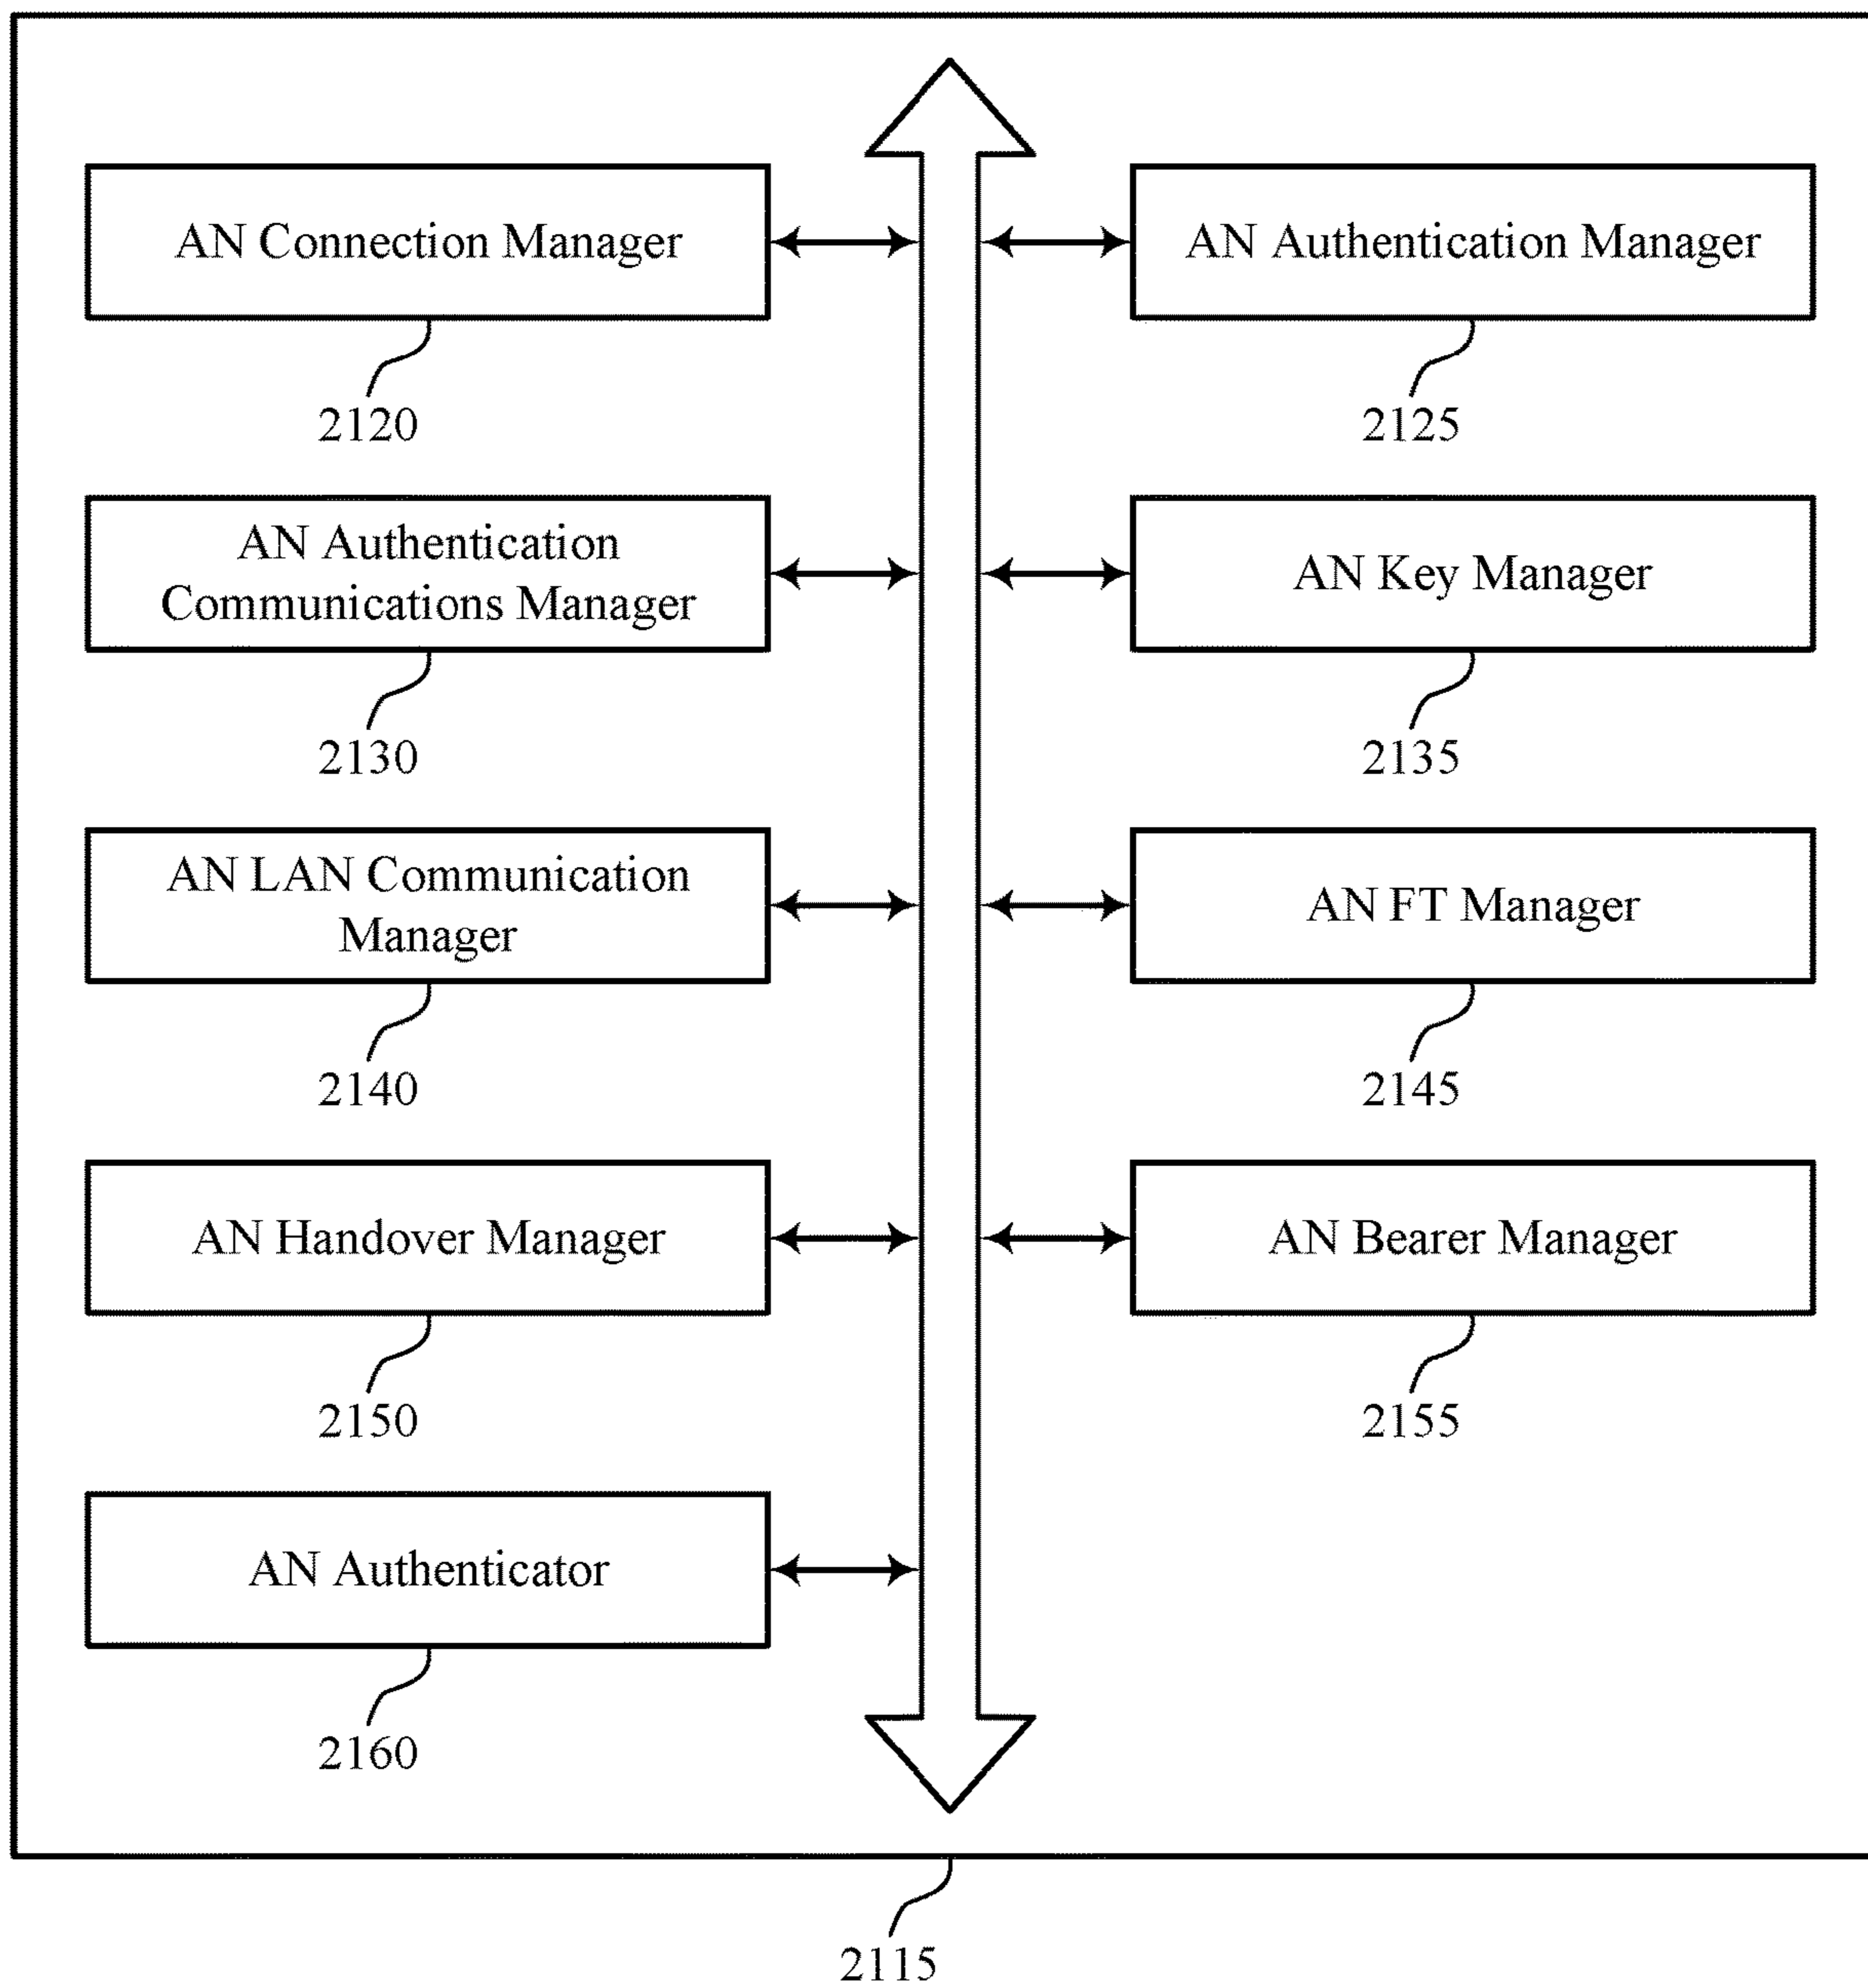 AN Connection Manager
2120
AN Authentication Manager
2125
AN Authentication
Communications Manager
2130
AN Key Manager
2135
AN LAN Communication
Manager
2140
AN FT Manager
2145
AN Handover Manager
2150
AN Bearer Manager
2155
AN Authenticator
2160
2115